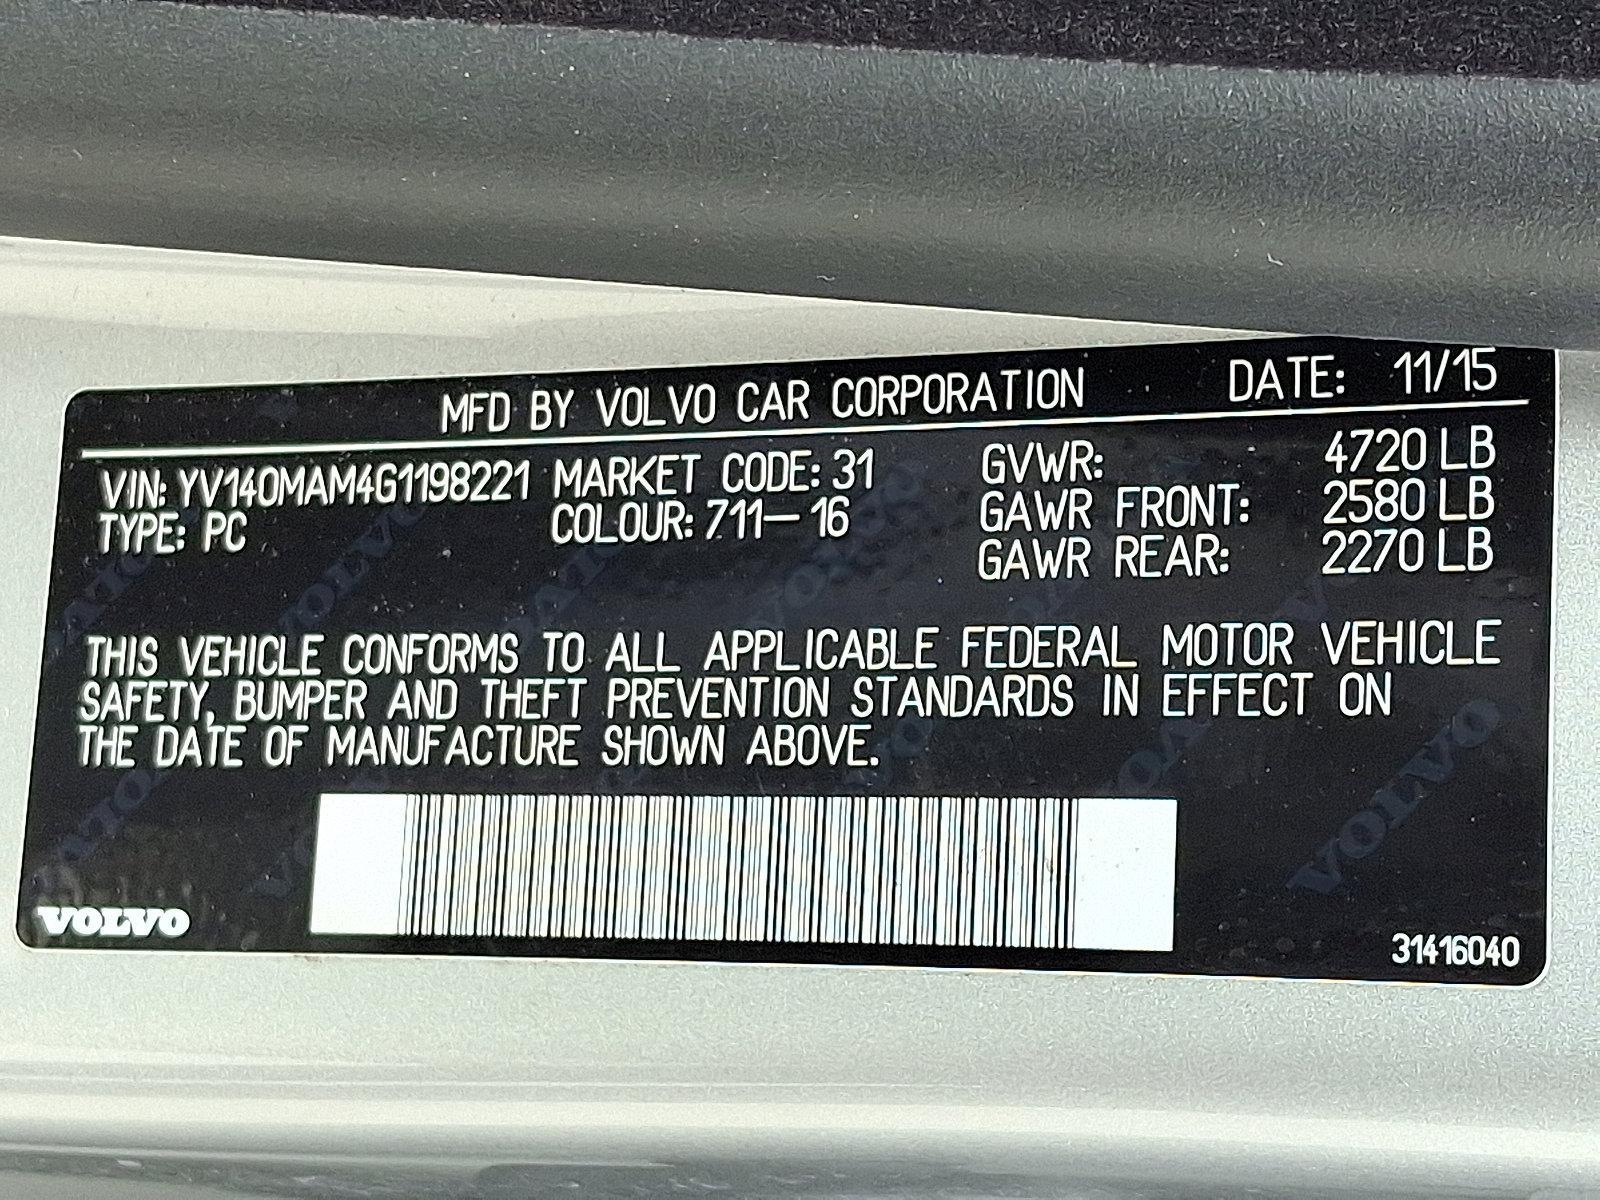 MFD BY VOLVO CAR CORPORATION DATE: 11/15
VIN: YV140MAM4G1198221 MARKET CODE: 31 GVWR: 4720 LB
TYPE: PC COLOUR: 711-16 GAWR FRONT: 2580 LB
GAWR REAR: 2270 LB
THIS VEHICLE CONFORMS TO ALL APPLICABLE FEDERAL MOTOR VEHICLE
SAFETY, BUMPER AND THEFT PREVENTION STANDARDS IN EFFECT ON
THE DATE OF MANUFACTURE SHOWN ABOVE.
VOLVO
31416040